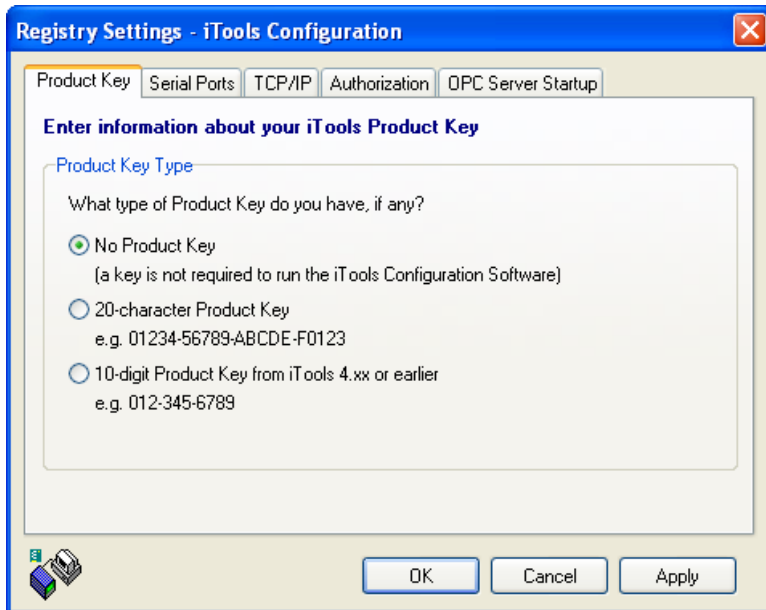 Registry Settings - iTools Configuration
Product Key Serial Ports TCP/IP Authorization OPC Server Startup
Enter information about your iTools Product Key
Product Key Type
What type of Product Key do you have, if any?
No Product Key
(a key is not required to run the iTools Configuration Software)
20-character Product Key
e.g. 01234-56789-ABCDE-F0123
10-digit Product Key from iTools 4.xx or earlier
e.g. 012-345-6789
OK Cancel Apply